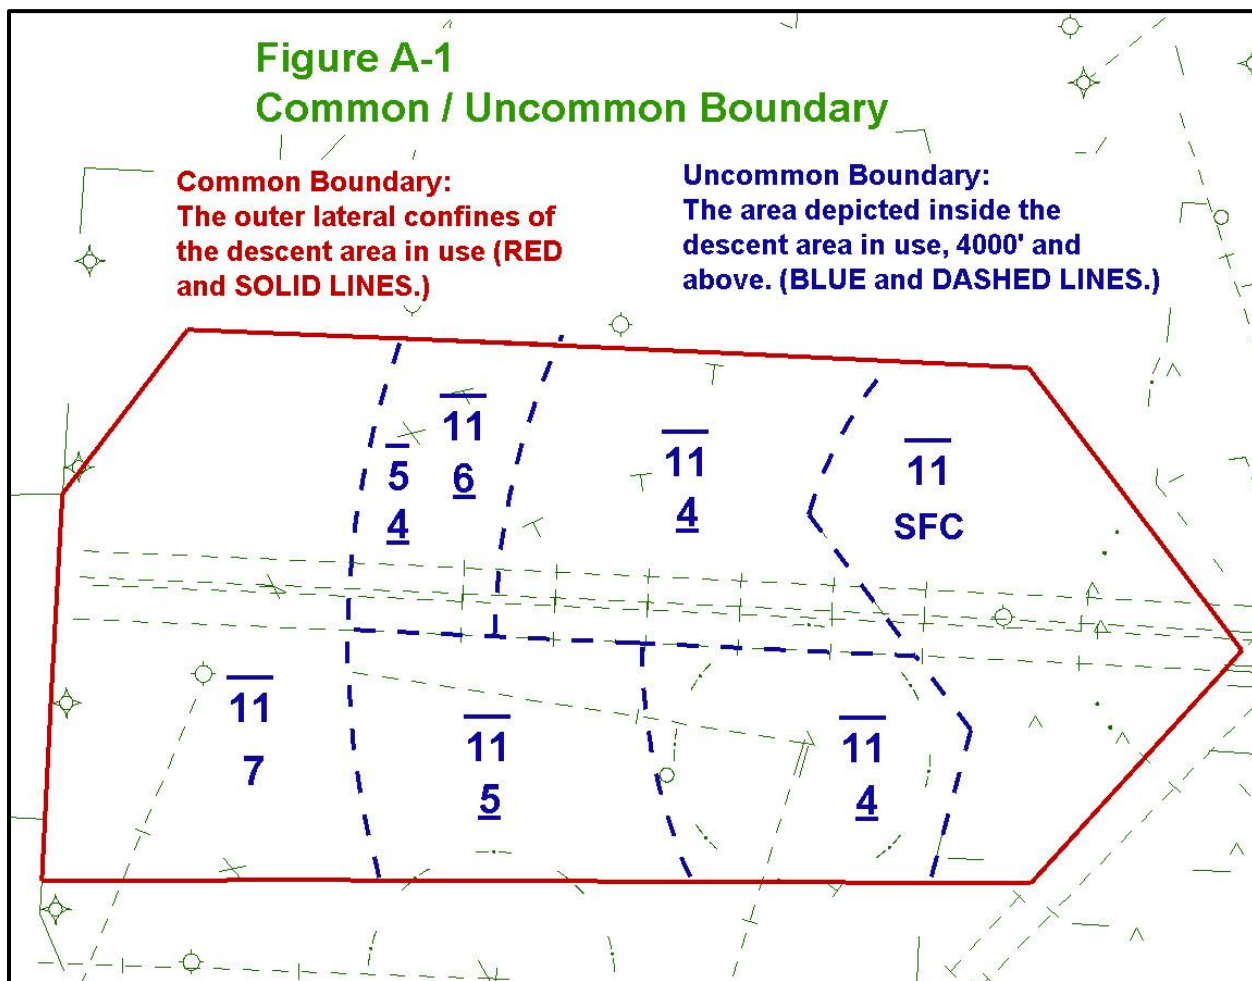 Figure A-1
Common / Uncommon Boundary
Common Boundary:
The outer lateral confines of
the descent area in use (RED
and SOLID LINES.)
Uncommon Boundary:
The area depicted inside the
descent area in use, 4000' and
above. (BLUE and DASHED LINES.)
11
6
5
4
11
4
11
SFC
11
7
11
5
11
4